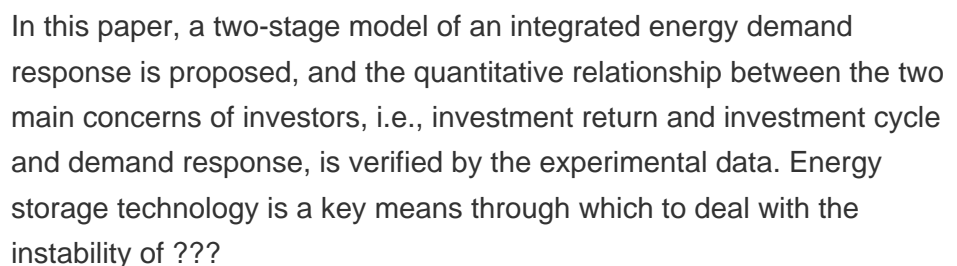 In this paper, a two-stage model of an integrated energy demand
response is proposed, and the quantitative relationship between the two
main concerns of investors, i.e., investment return and investment cycle
and demand response, is verified by the experimental data. Energy
storage technology is a key means through which to deal with the
instability of ???